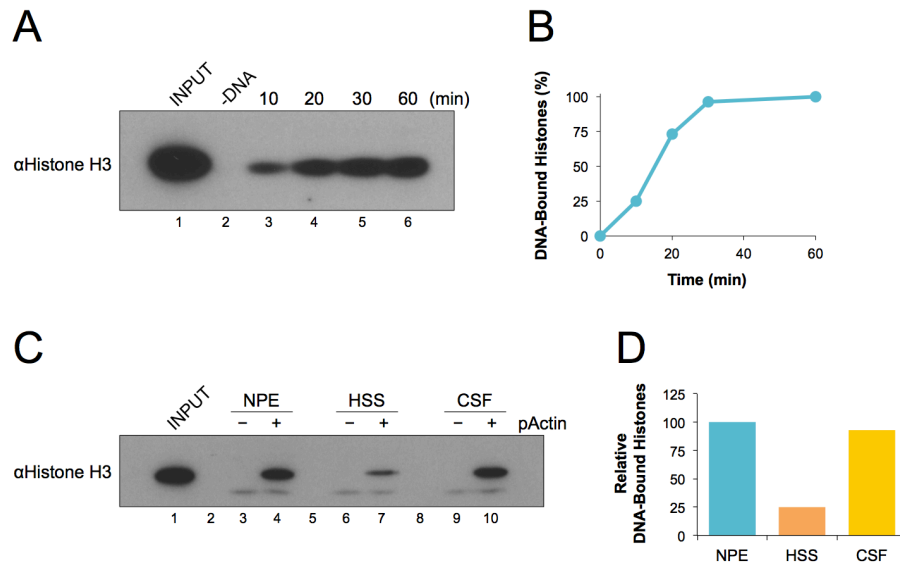 A
INPUT -DNA 10 20 30 60 (min)
αHistone H3
1 2 3 4 5 6
B
DNA-Bound Histones (%)
100
75
50
25
0
0 20 40 60
Time (min)
C
INPUT NPE HSS CSF
– + – + – + pActin
αHistone H3
1 2 3 4 5 6 7 8 9 10
D
Relative
DNA-Bound Histones
125
100
75
50
25
0
NPE HSS CSF